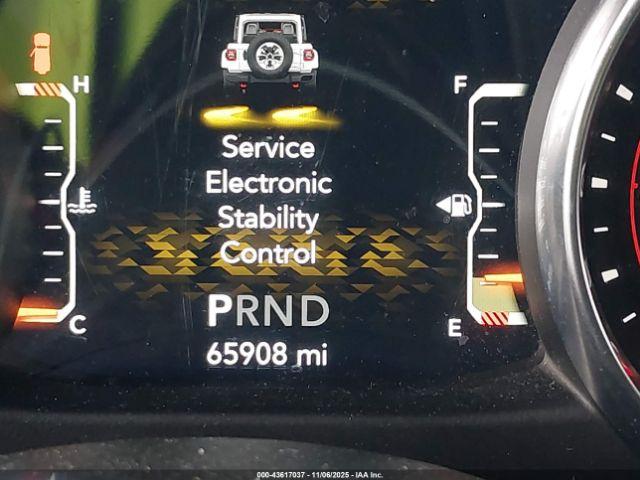 H
F
Service
Electronic
Stability
Control
PRND
C
E
65908 mi
000-43617037 - 11/06/2025 - IAA Inc.